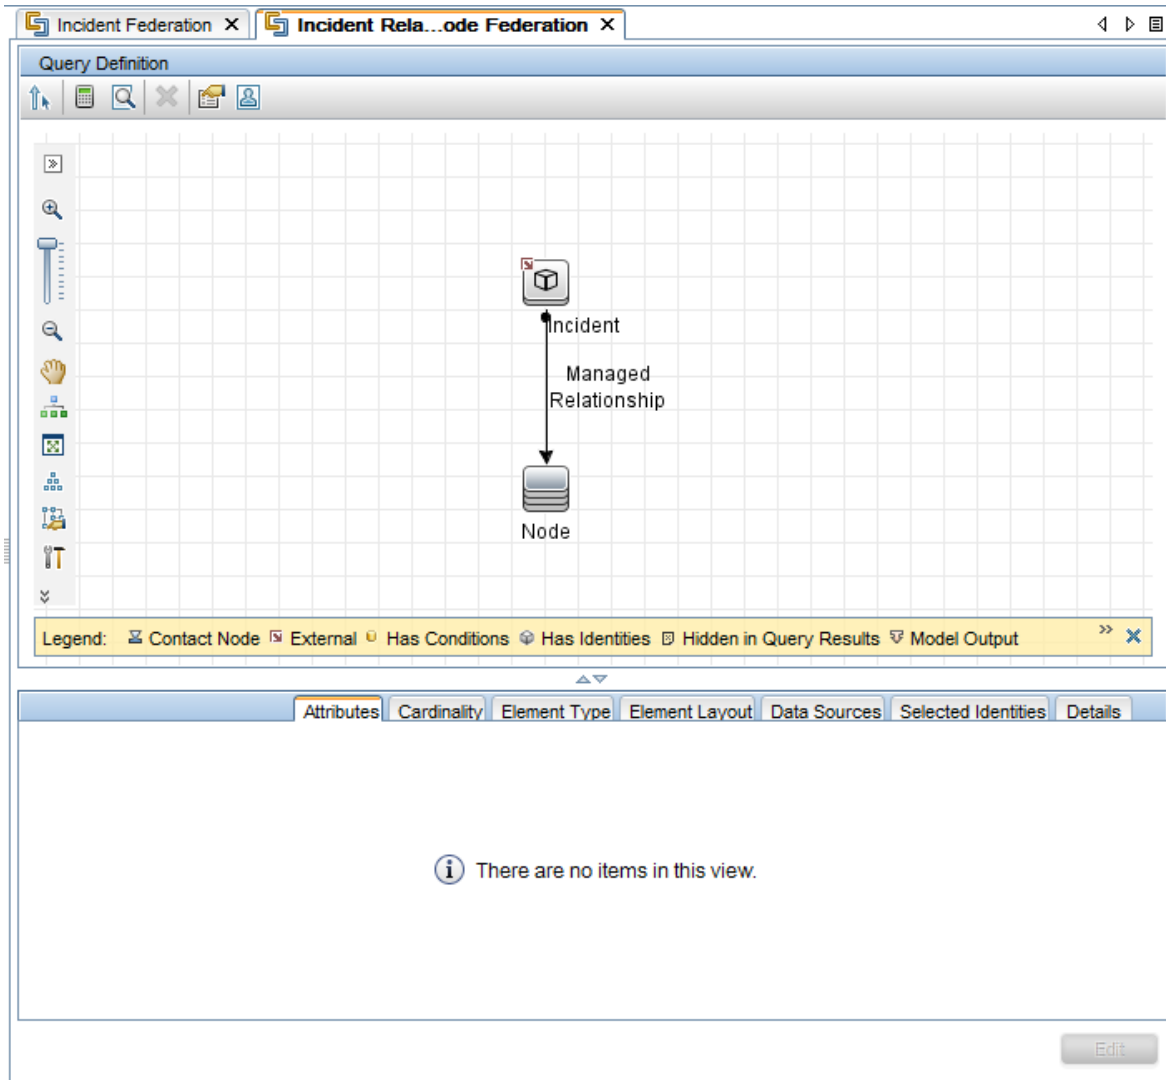 Incident Federation Incident Rela...ode Federation
Query Definition
Incident
Managed
Relationship
Node
Legend: Contact Node External Has Conditions Has Identities Hidden in Query Results Model Output
Attributes Cardinality Element Type Element Layout Data Sources Selected Identities Details
There are no items in this view.
Edit